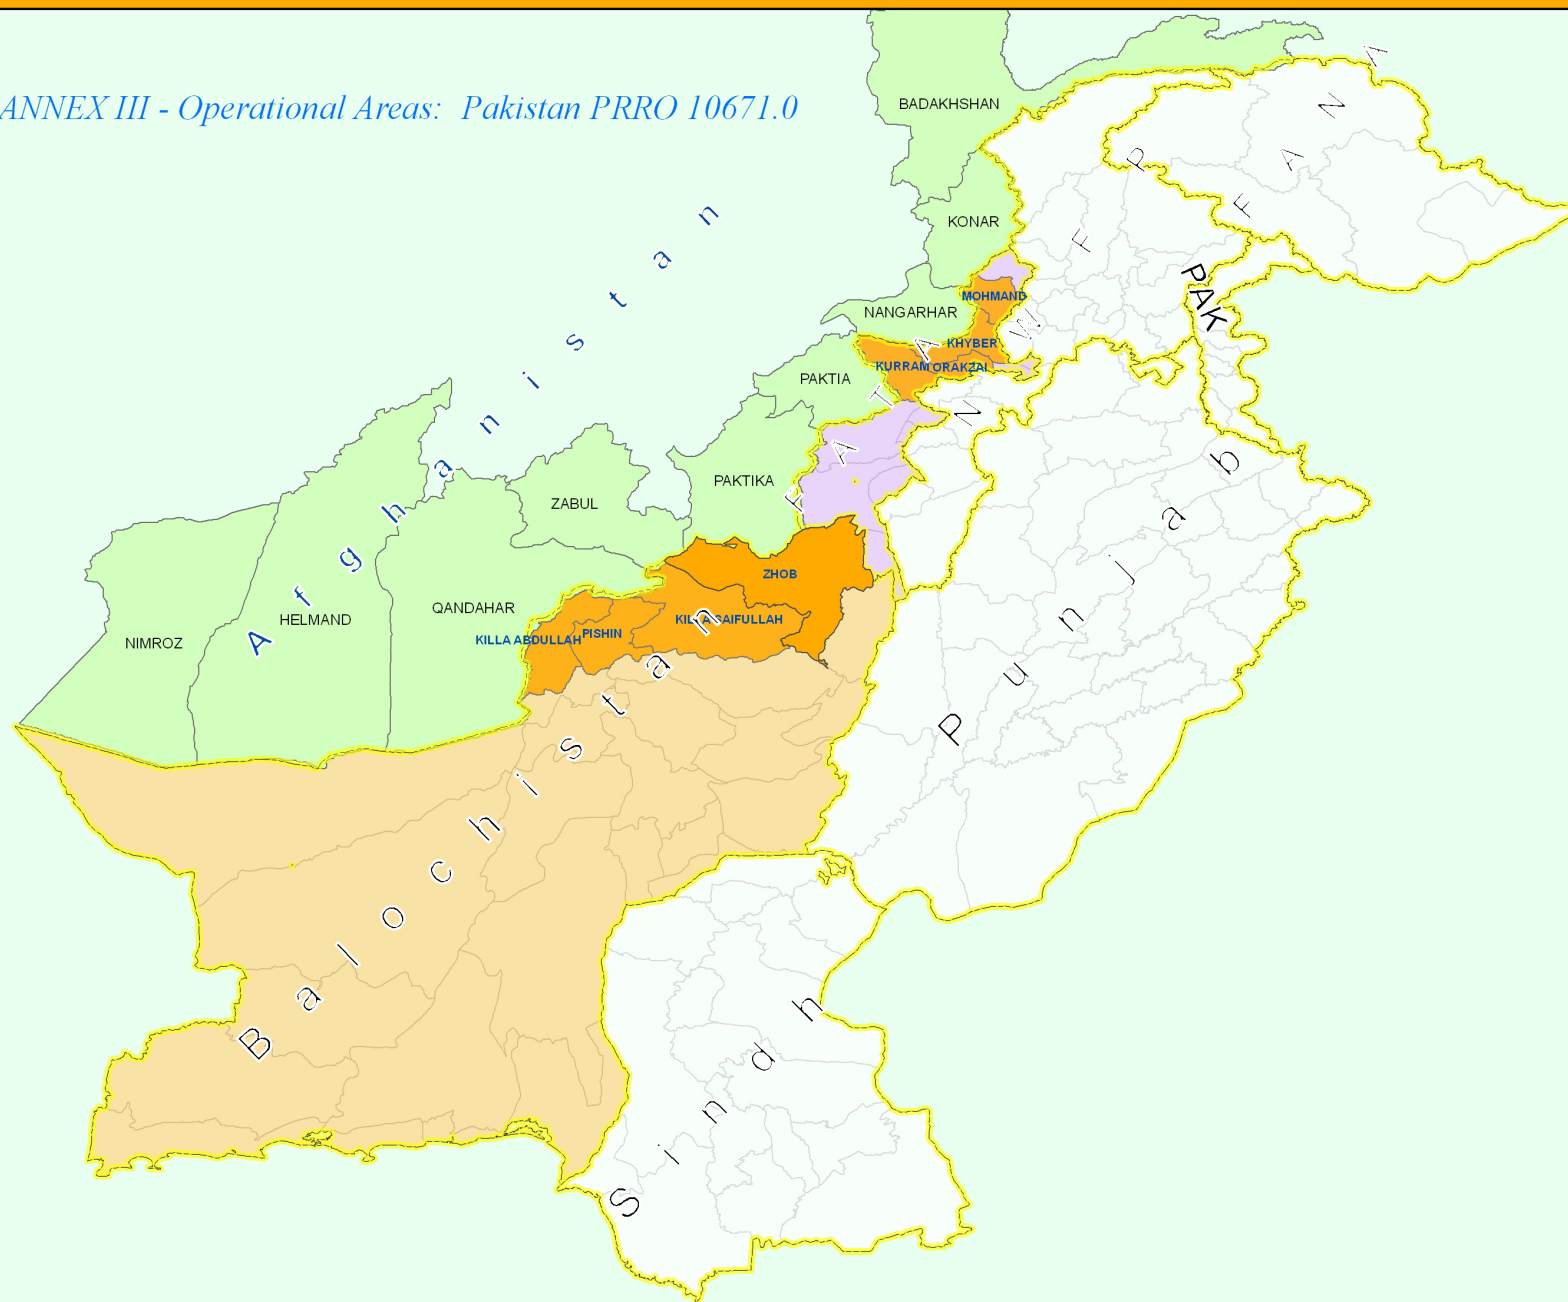 ANNEX III - Operational Areas: Pakistan PRRO 10671.0
BADAKHSHAN
KONAR
NANGARHAR
PAKTIA
PAKTIKA
ZABUL
QANDAHAR
HELMAND
NIMROZ
Afghanistan
FANA
NWFP
PAK
MOHMAND
KHYBER
KURRAM
ORAKZAI
FATA
ZHOB
KILLA SAIFULLAH
PISHIN
KILLA ABDULLAH
Balochistan
Punjab
Sindh